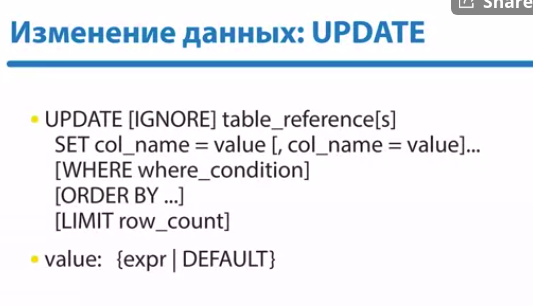 Share
Изменение данных: UPDATE
• UPDATE [IGNORE] table_reference[s]
SET col_name = value [, col_name = value]...
[WHERE where_condition]
[ORDER BY ...]
[LIMIT row_count]
• value: {expr | DEFAULT}